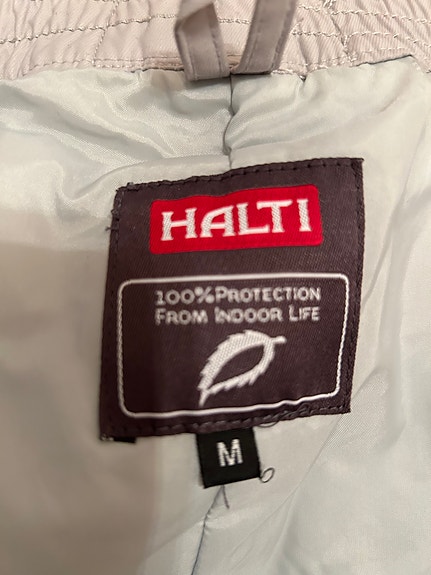 HALTI
100% PROTECTION
FROM INDOOR LIFE
M